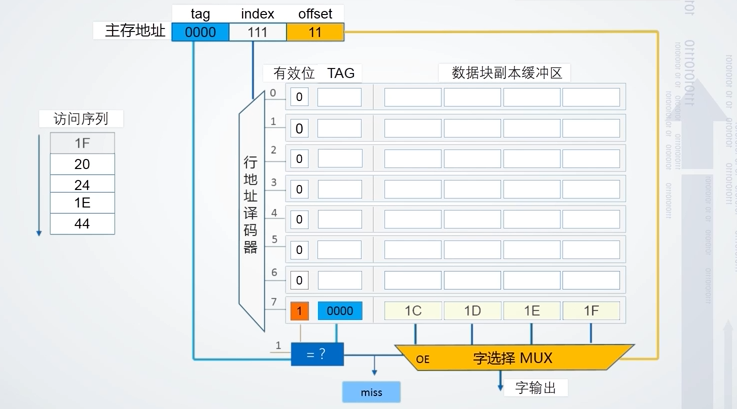 tag index offset
主存地址 0000 111 11
有效位 TAG 数据块副本缓冲区
访问序列
1F
20
24
1E
44
行地址译码器
0 0
1 0
2 0
3 0
4 0
5 0
6 0
7 1 0000 1C 1D 1E 1F
1 = ? OE 字选择 MUX
miss 字输出